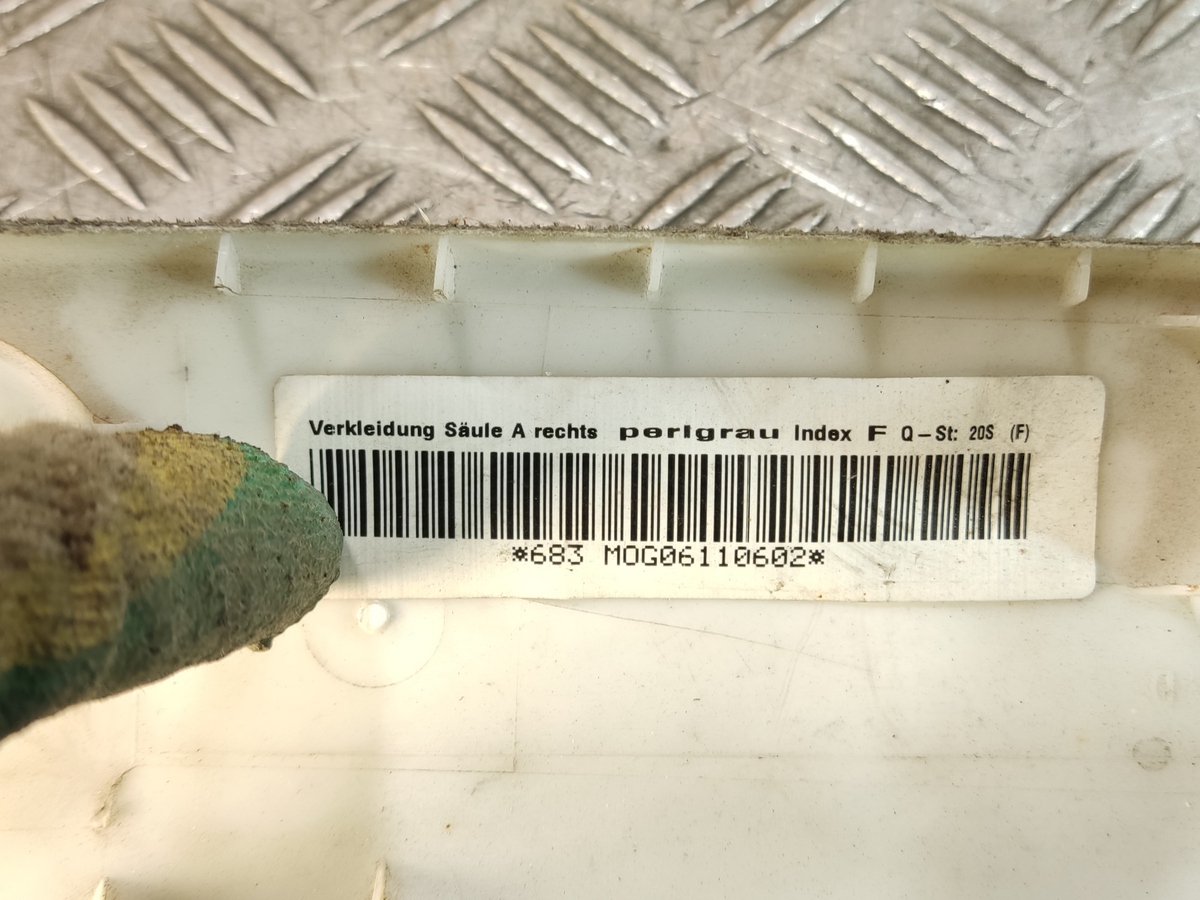 Verkleidung Säule A rechts perlgrau Index F Q-St: 20S (F)
*683 MOG06110602*